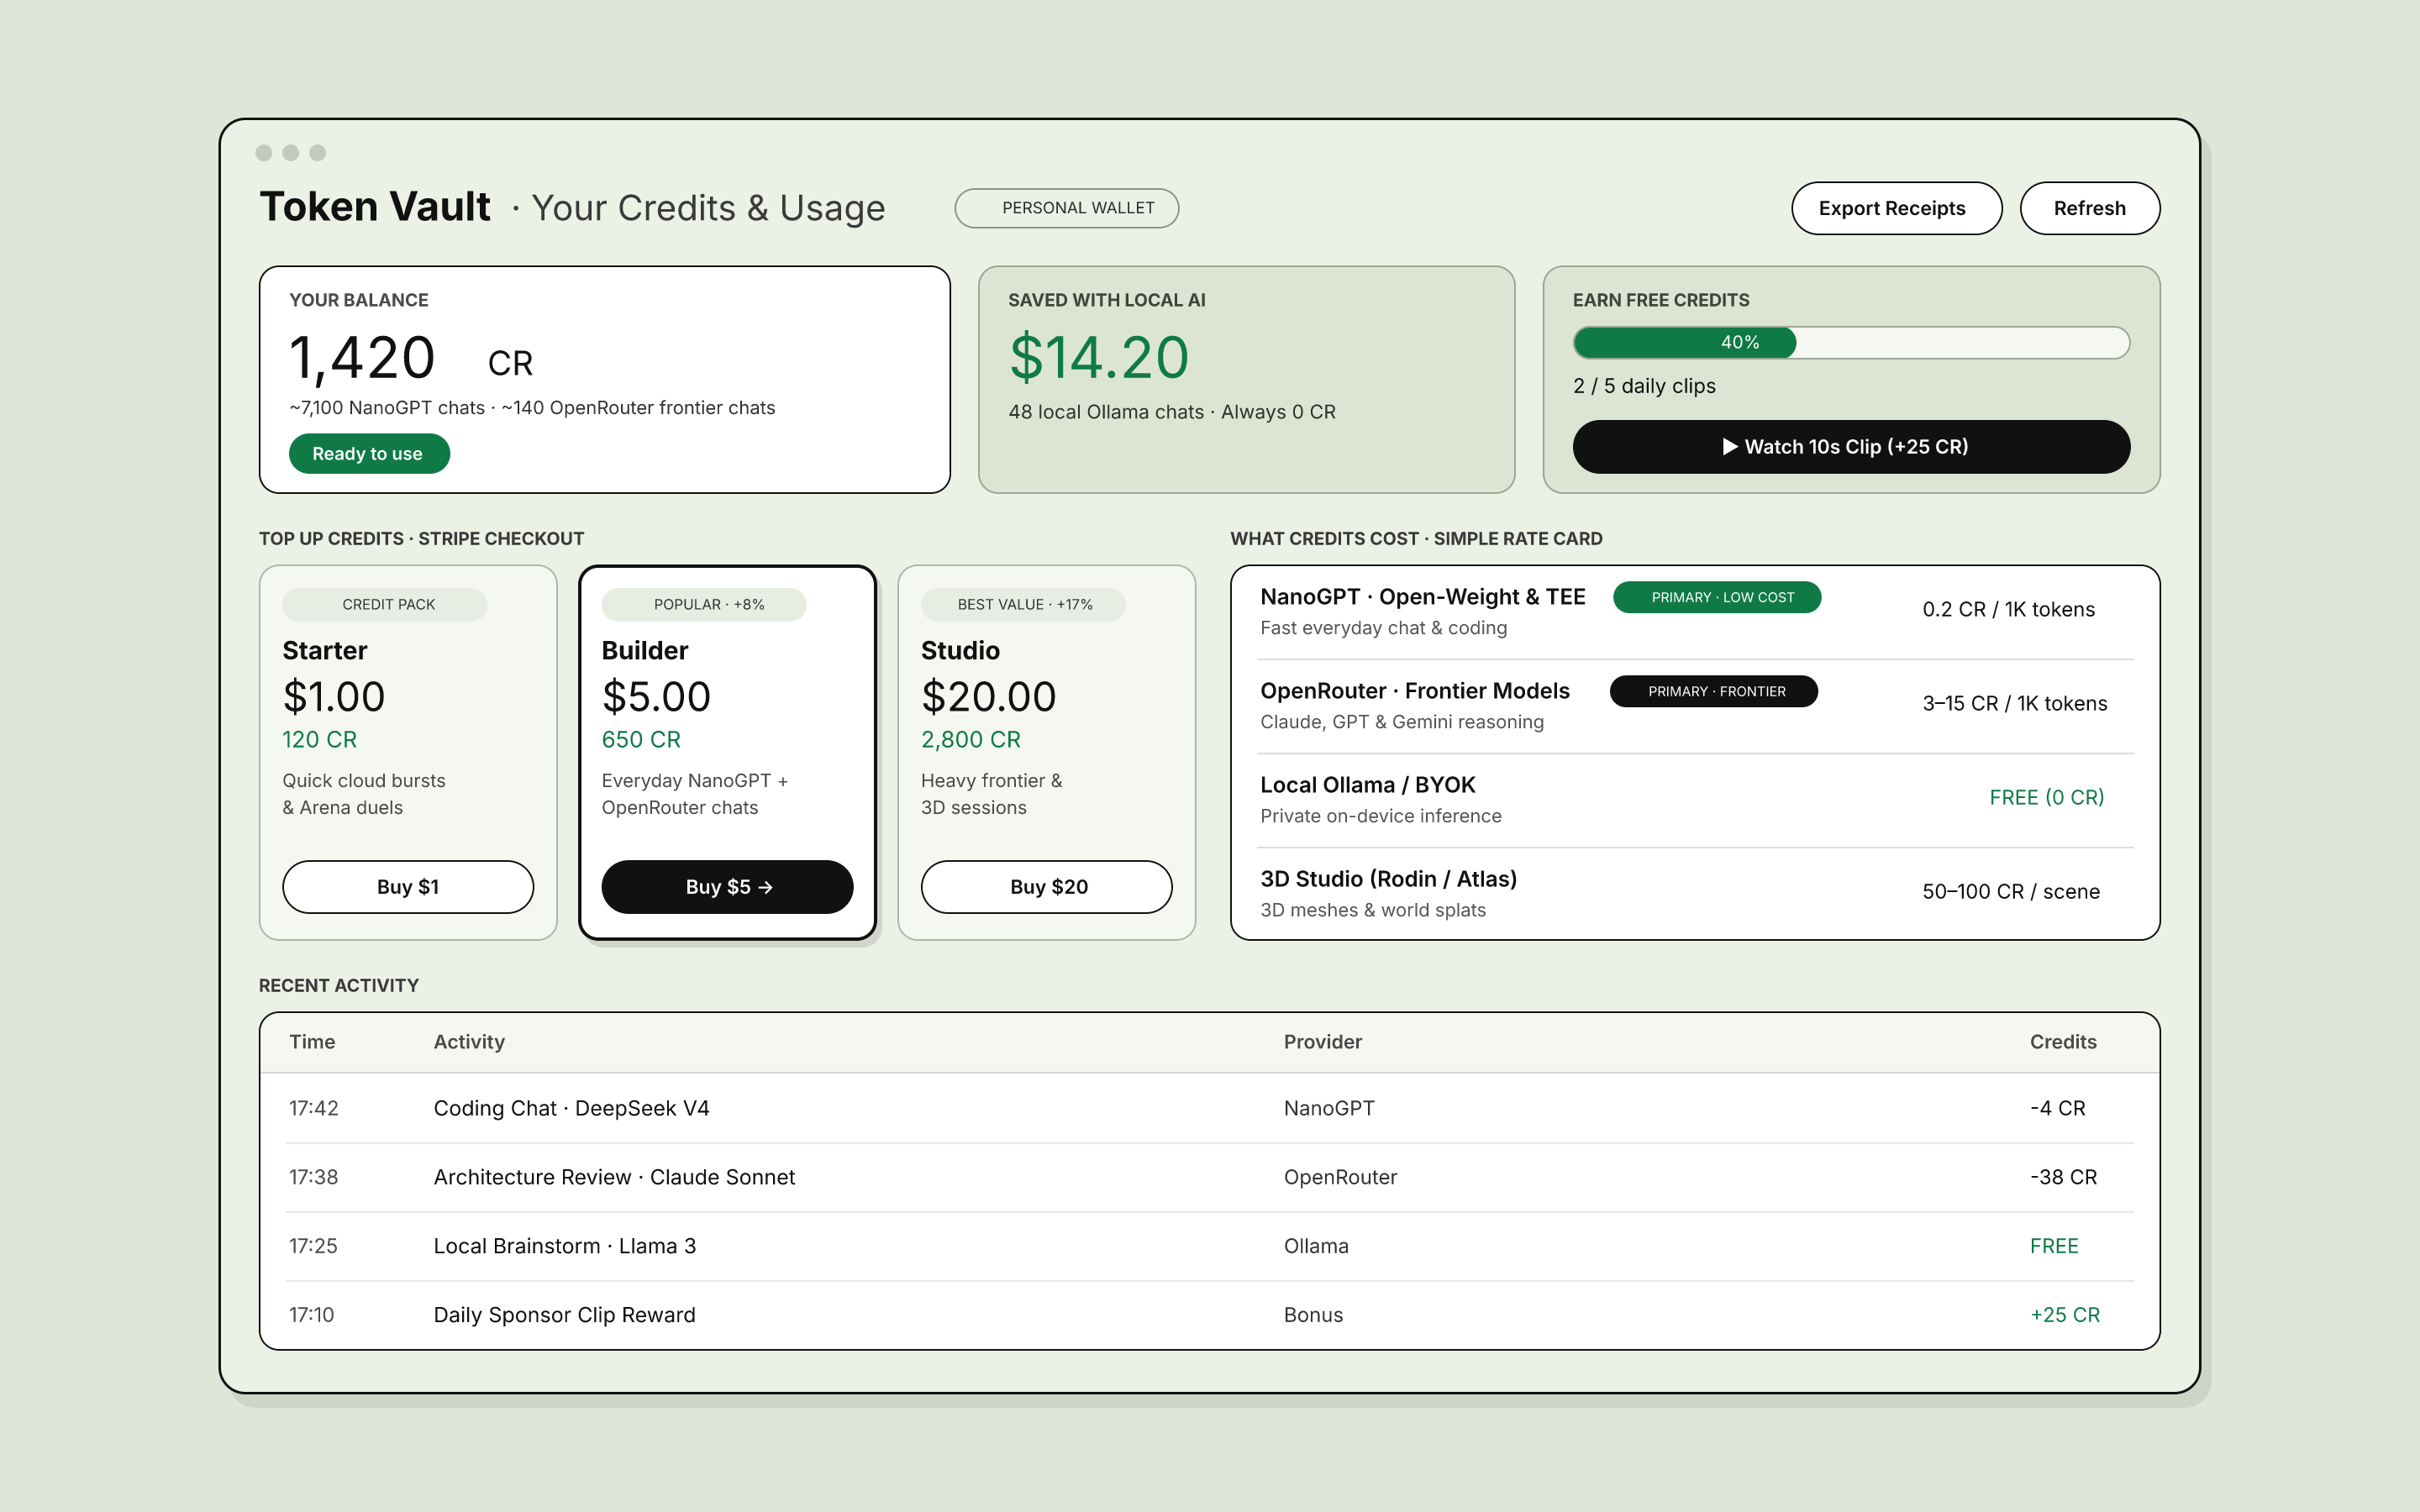 Token Vault · Your Credits & Usage
PERSONAL WALLET
Export Receipts
Refresh
YOUR BALANCE
1,420 CR
~7,100 NanoGPT chats · ~140 OpenRouter frontier chats
Ready to use
SAVED WITH LOCAL AI
$14.20
48 local Ollama chats · Always 0 CR
EARN FREE CREDITS
40%
2 / 5 daily clips
▶ Watch 10s Clip (+25 CR)
TOP UP CREDITS · STRIPE CHECKOUT
CREDIT PACK
Starter
$1.00
120 CR
Quick cloud bursts
& Arena duels
Buy $1
POPULAR · +8%
Builder
$5.00
650 CR
Everyday NanoGPT +
OpenRouter chats
Buy $5 →
BEST VALUE · +17%
Studio
$20.00
2,800 CR
Heavy frontier &
3D sessions
Buy $20
WHAT CREDITS COST · SIMPLE RATE CARD
NanoGPT · Open-Weight & TEE PRIMARY · LOW COST
Fast everyday chat & coding
0.2 CR / 1K tokens
OpenRouter · Frontier Models PRIMARY · FRONTIER
Claude, GPT & Gemini reasoning
3–15 CR / 1K tokens
Local Ollama / BYOK
Private on-device inference
FREE (0 CR)
3D Studio (Rodin / Atlas)
3D meshes & world splats
50–100 CR / scene
RECENT ACTIVITY
Time Activity Provider Credits
17:42 Coding Chat · DeepSeek V4 NanoGPT -4 CR
17:38 Architecture Review · Claude Sonnet OpenRouter -38 CR
17:25 Local Brainstorm · Llama 3 Ollama FREE
17:10 Daily Sponsor Clip Reward Bonus +25 CR